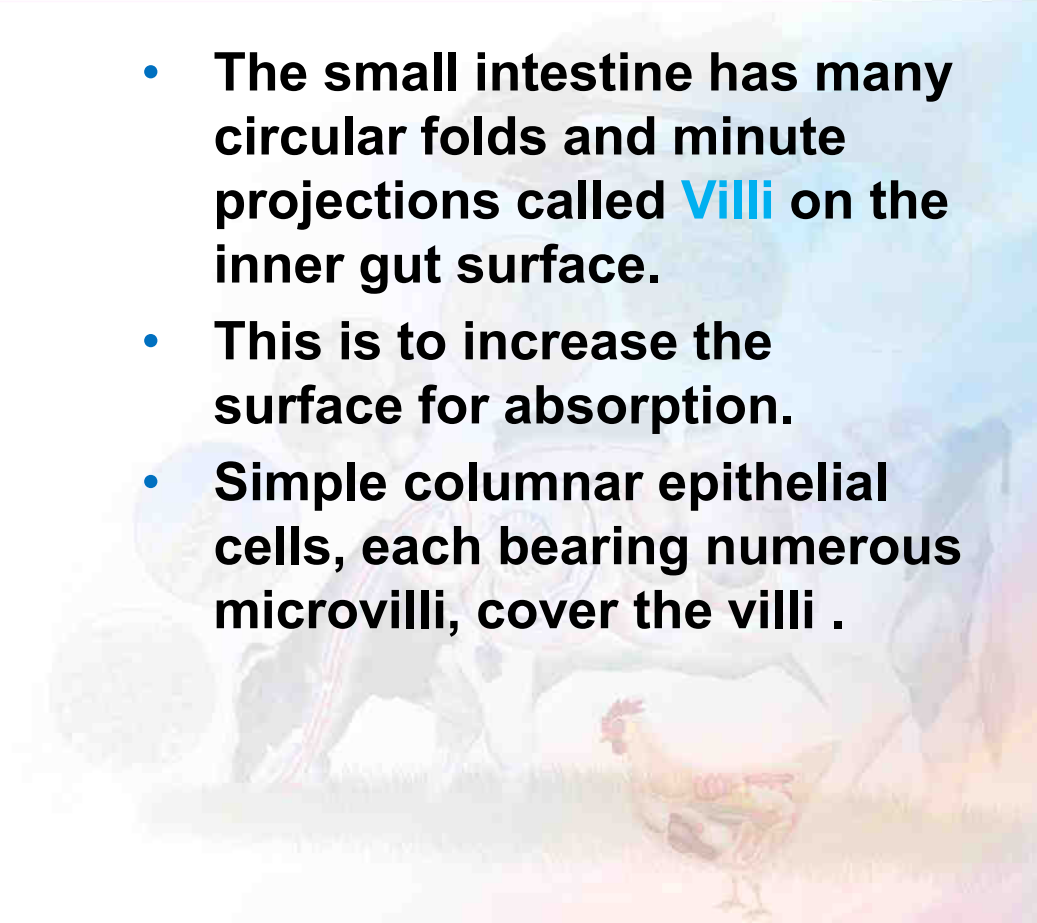 • The small intestine has many
circular folds and minute
projections called Villi on the
inner gut surface.
• This is to increase the
surface for absorption.
• Simple columnar epithelial
cells, each bearing numerous
microvilli, cover the villi .